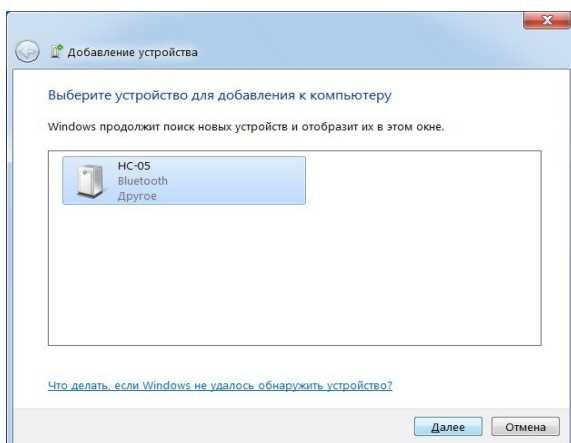 Добавление устройства
Выберите устройство для добавления к компьютеру
Windows продолжит поиск новых устройств и отобразит их в этом окне.
HC-05
Bluetooth
Другое
Что делать, если Windows не удалось обнаружить устройство?
Далее
Отмена